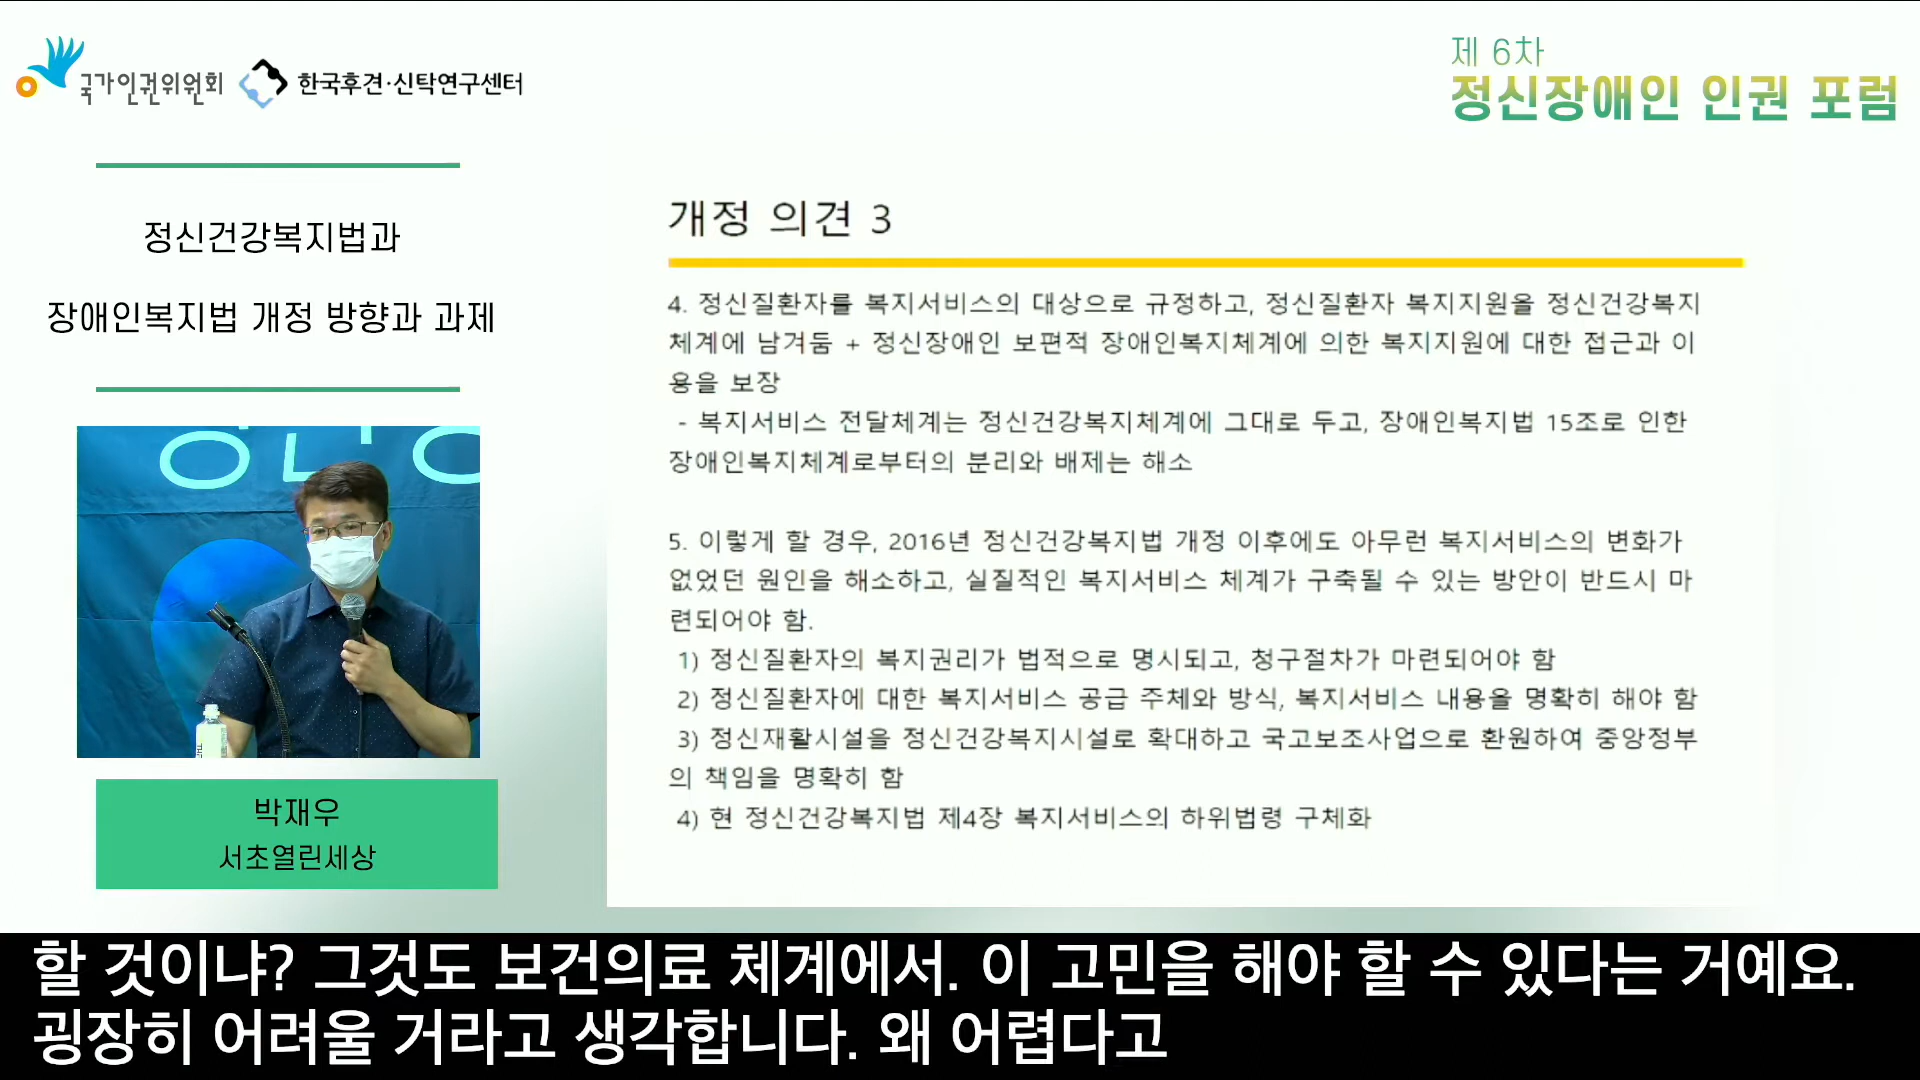 국가인권위원회 한국후견·신탁연구센터
제 6차
정신장애인 인권 포럼
정신건강복지법과
장애인복지법 개정 방향과 과제
박재우
서초열린세상
개정 의견 3
4. 정신질환자를 복지서비스의 대상으로 규정하고, 정신질환자 복지지원을 정신건강복지
체계에 남겨둠 + 정신장애인 보편적 장애인복지체계에 의한 복지지원에 대한 접근과 이
용을 보장
- 복지서비스 전달체계는 정신건강복지체계에 그대로 두고, 장애인복지법 15조로 인한
장애인복지체계로부터의 분리와 배제는 해소
5. 이렇게 할 경우, 2016년 정신건강복지법 개정 이후에도 아무런 복지서비스의 변화가
없었던 원인을 해소하고, 실질적인 복지서비스 체계가 구축될 수 있는 방안이 반드시 마
련되어야 함.
1) 정신질환자의 복지권리가 법적으로 명시되고, 청구절차가 마련되어야 함
2) 정신질환자에 대한 복지서비스 공급 주체와 방식, 복지서비스 내용을 명확히 해야 함
3) 정신재활시설을 정신건강복지시설로 확대하고 국고보조사업으로 환원하여 중앙정부
의 책임을 명확히 함
4) 현 정신건강복지법 제4장 복지서비스의 하위법령 구체화
할 것이냐? 그것도 보건의료 체계에서. 이 고민을 해야 할 수 있다는 거예요.
굉장히 어려울 거라고 생각합니다. 왜 어렵다고